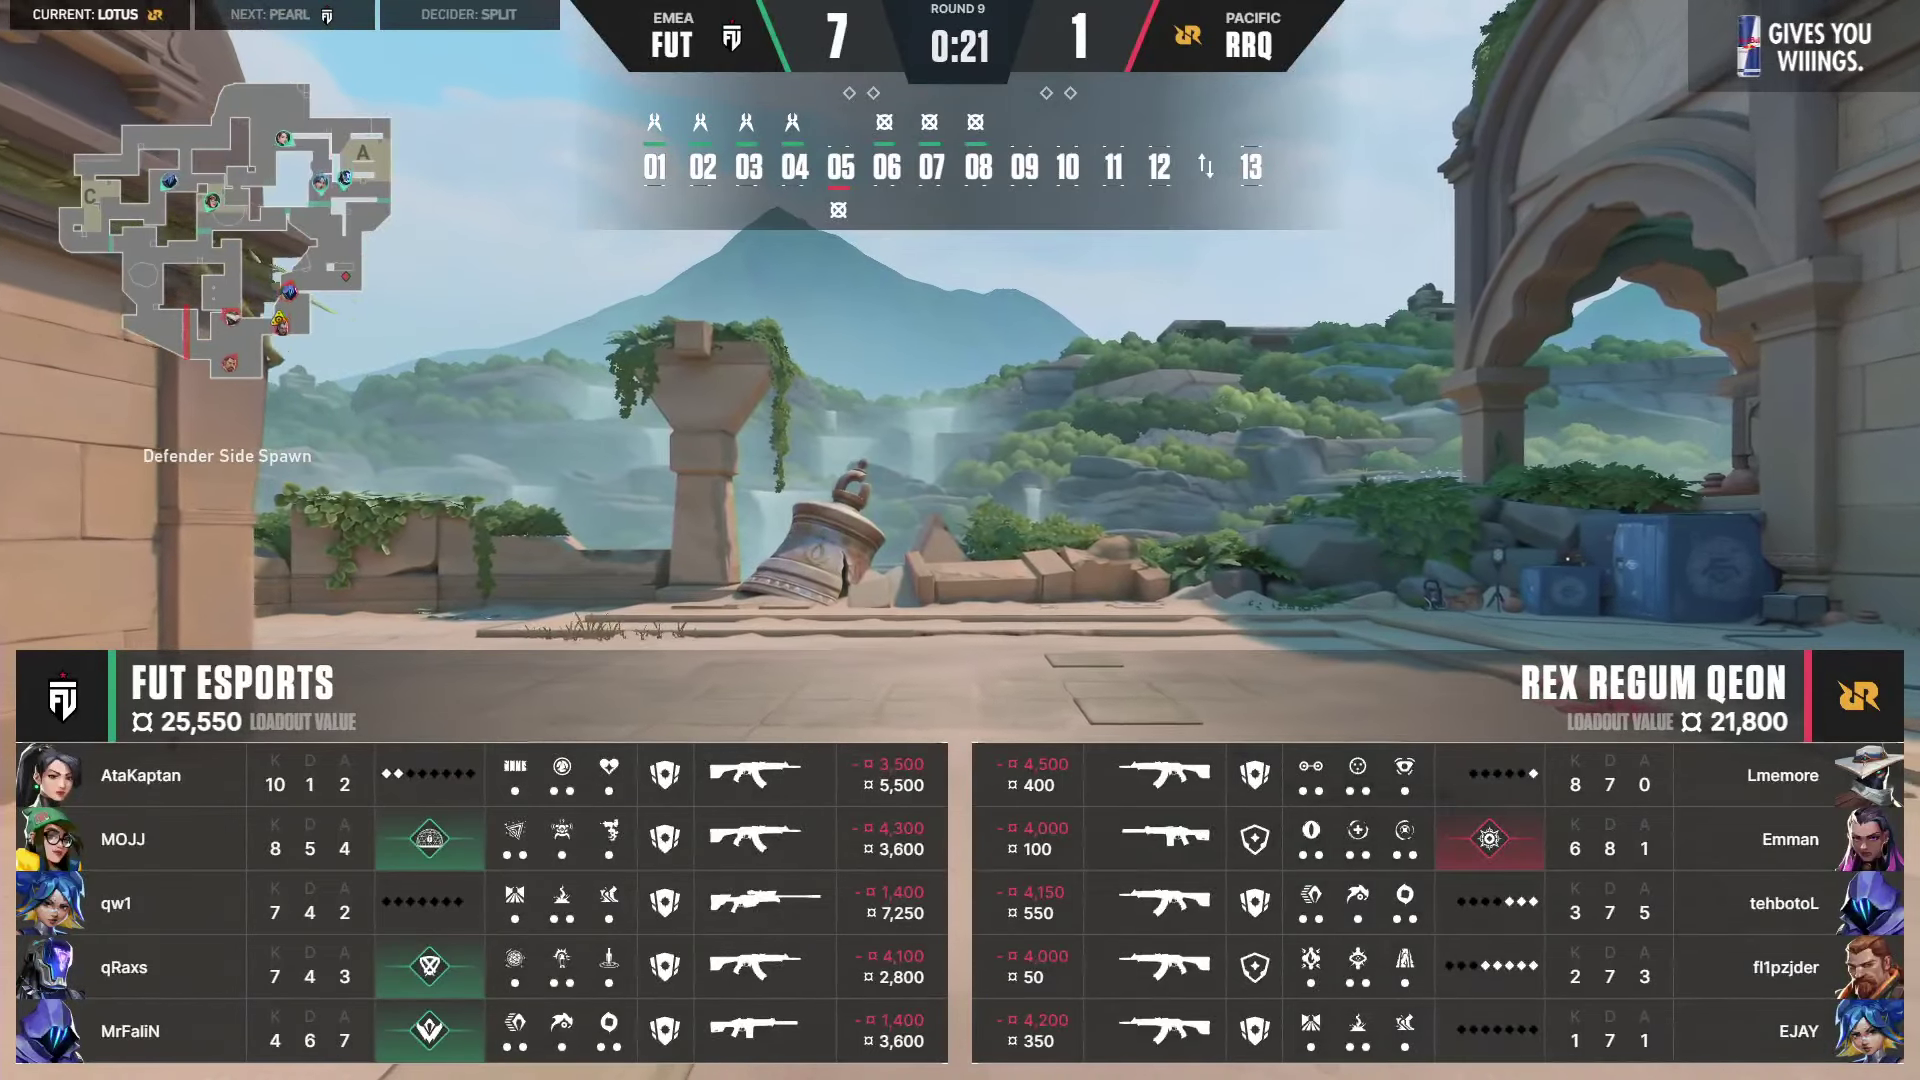 CURRENT: LOTUS
NEXT: PEARL
DECIDER: SPLIT
EMEA
FUT
7
ROUND 9
0:21
1
PACIFIC
RRQ
GIVES YOU
WIIINGS.
A
C
01 02 03 04 05 06 07 08 09 10 11 12 13
Defender Side Spawn
FUT ESPORTS
25,550 LOADOUT VALUE
REX REGUM QEON
LOADOUT VALUE 21,800
AtaKaptan
K D A
10 1 2
- 3,500
5,500
MOJJ
K D A
8 5 4
- 4,300
3,600
qw1
K D A
7 4 2
- 1,400
7,250
qRaxs
K D A
7 4 3
- 4,100
2,800
MrFaliN
K D A
4 6 7
- 1,400
3,600
- 4,500
400
K D A
8 7 0
Lmemore
- 4,000
100
K D A
6 8 1
Emman
- 4,150
550
K D A
3 7 5
tehbotoL
- 4,000
50
K D A
2 7 3
fl1pzjder
- 4,200
350
K D A
1 7 1
EJAY